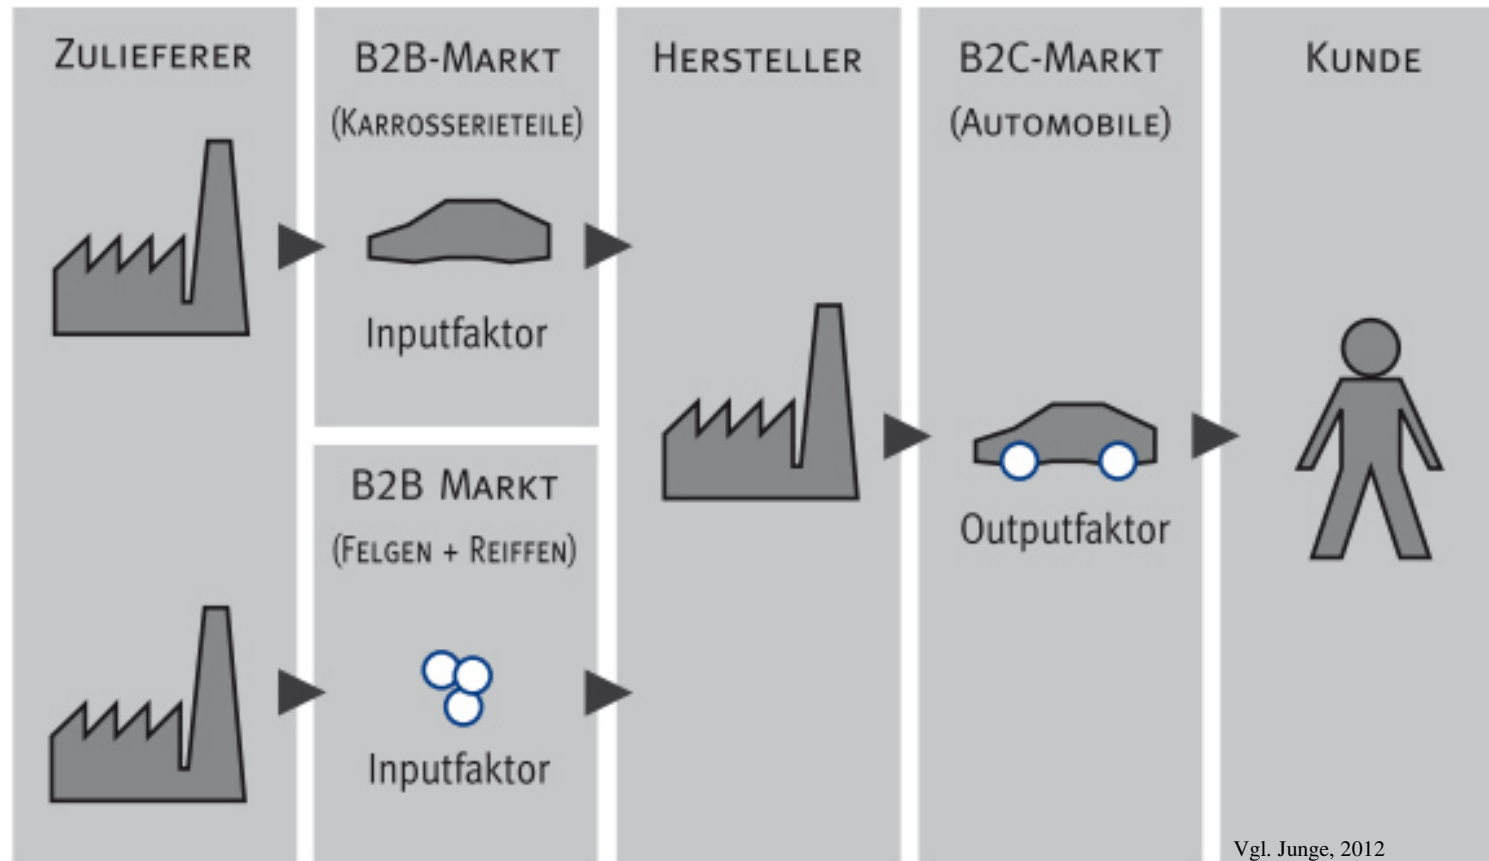 ZULIEFERER
B2B-MARKT
(KARROSSERIETEILE)
Inputfaktor
B2B MARKT
(FELGEN + REIFFEN)
Inputfaktor
HERSTELLER
B2C-MARKT
(AUTOMOBILE)
Outputfaktor
KUNDE
Vgl. Junge, 2012